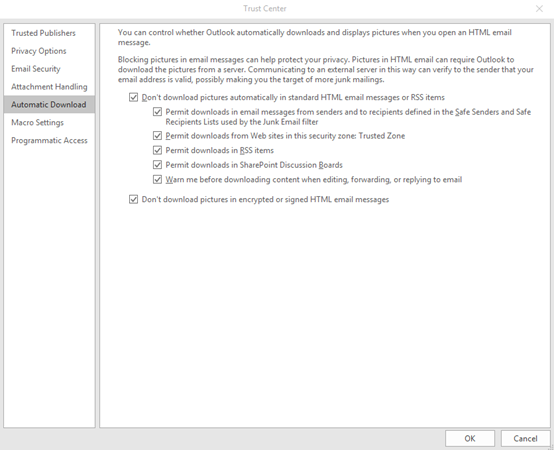 Trust Center
Trusted Publishers
Privacy Options
Email Security
Attachment Handling
Automatic Download
Macro Settings
Programmatic Access
You can control whether Outlook automatically downloads and displays pictures when you open an HTML email
message.
Blocking pictures in email messages can help protect your privacy. Pictures in HTML email can require Outlook to
download the pictures from a server. Communicating to an external server in this way can verify to the sender that your
email address is valid, possibly making you the target of more junk mailings.
Don't download pictures automatically in standard HTML email messages or RSS items
Permit downloads in email messages from senders and to recipients defined in the Safe Senders and Safe
Recipients Lists used by the Junk Email filter
Permit downloads from Web sites in this security zone: Trusted Zone
Permit downloads in RSS items
Permit downloads in SharePoint Discussion Boards
Warn me before downloading content when editing, forwarding, or replying to email
Don't download pictures in encrypted or signed HTML email messages
OK
Cancel